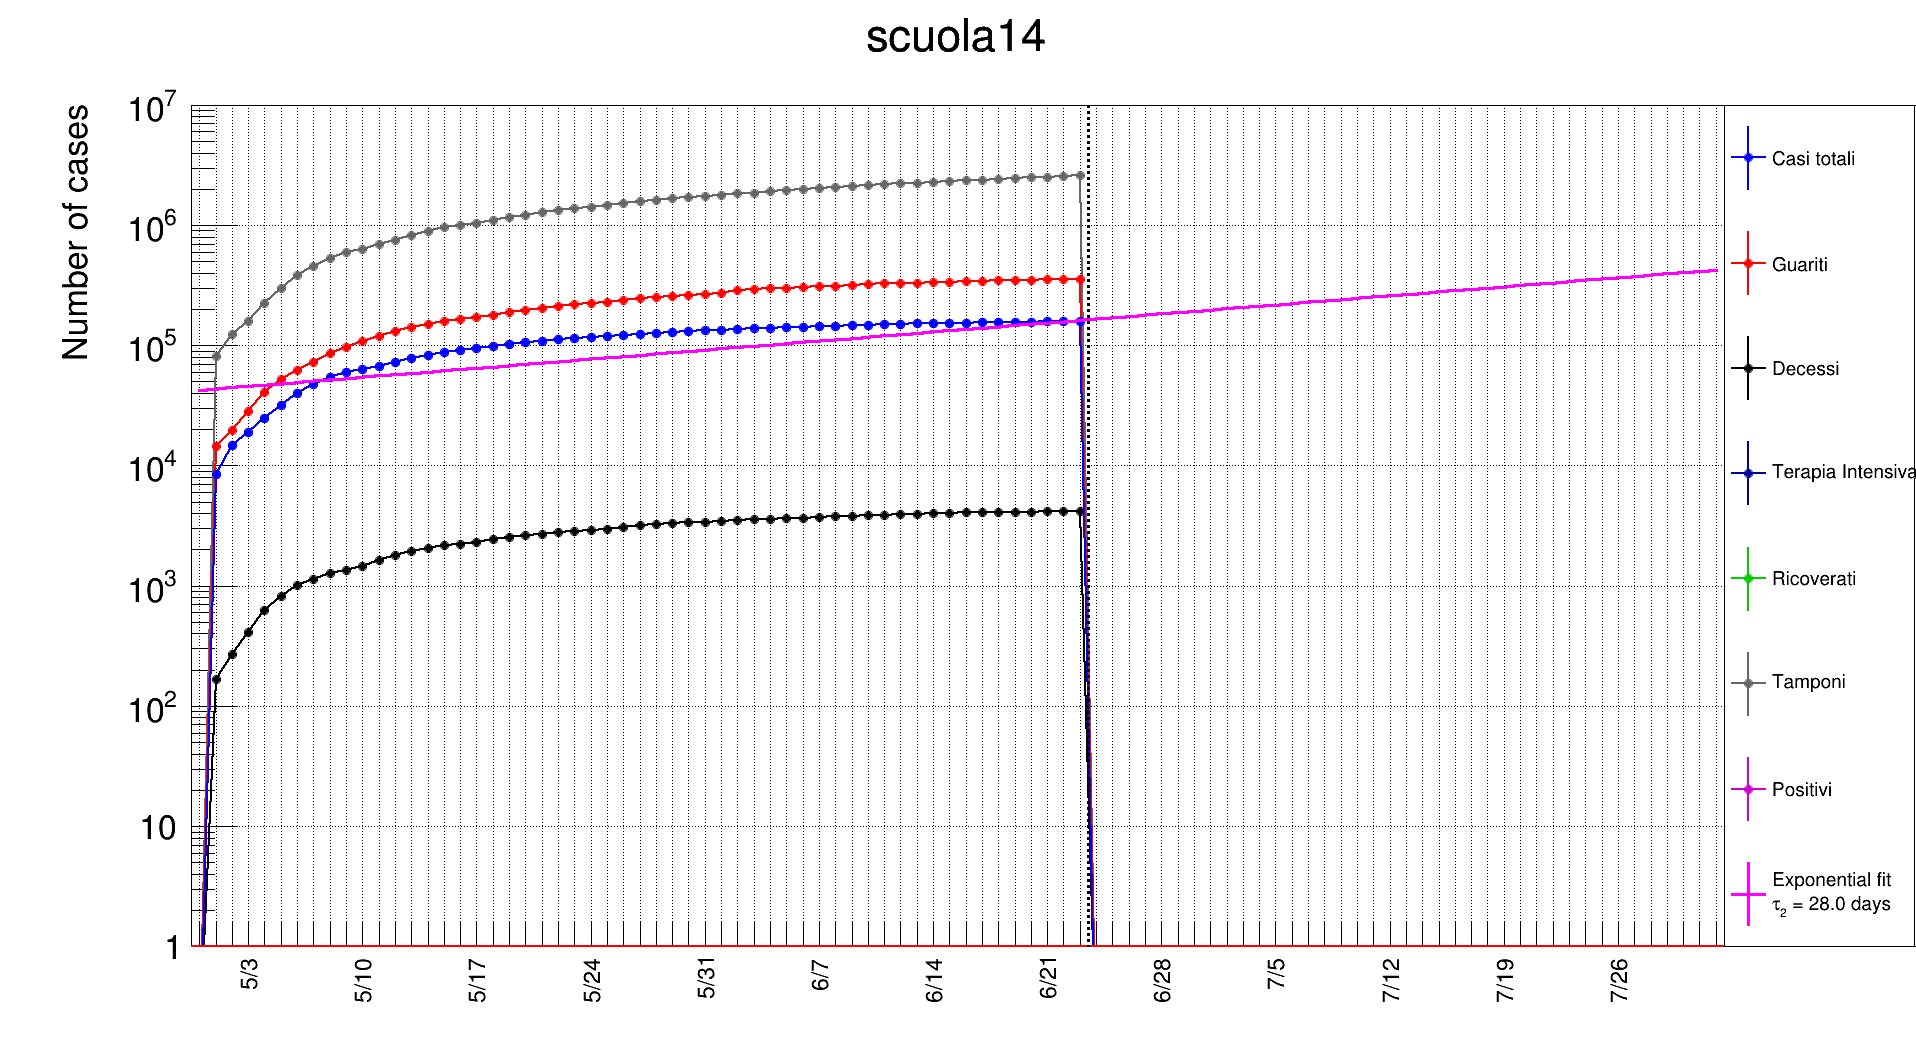 scuola14
Number of cases
10^7
10^6
10^5
10^4
10^3
10^2
10
1
5/3
5/10
5/17
5/24
5/31
6/7
6/14
6/21
6/28
7/5
7/12
7/19
7/26
Casi totali
Guariti
Decessi
Terapia Intensiva
Ricoverati
Tamponi
Positivi
Exponential fit
τ₂ = 28.0 days